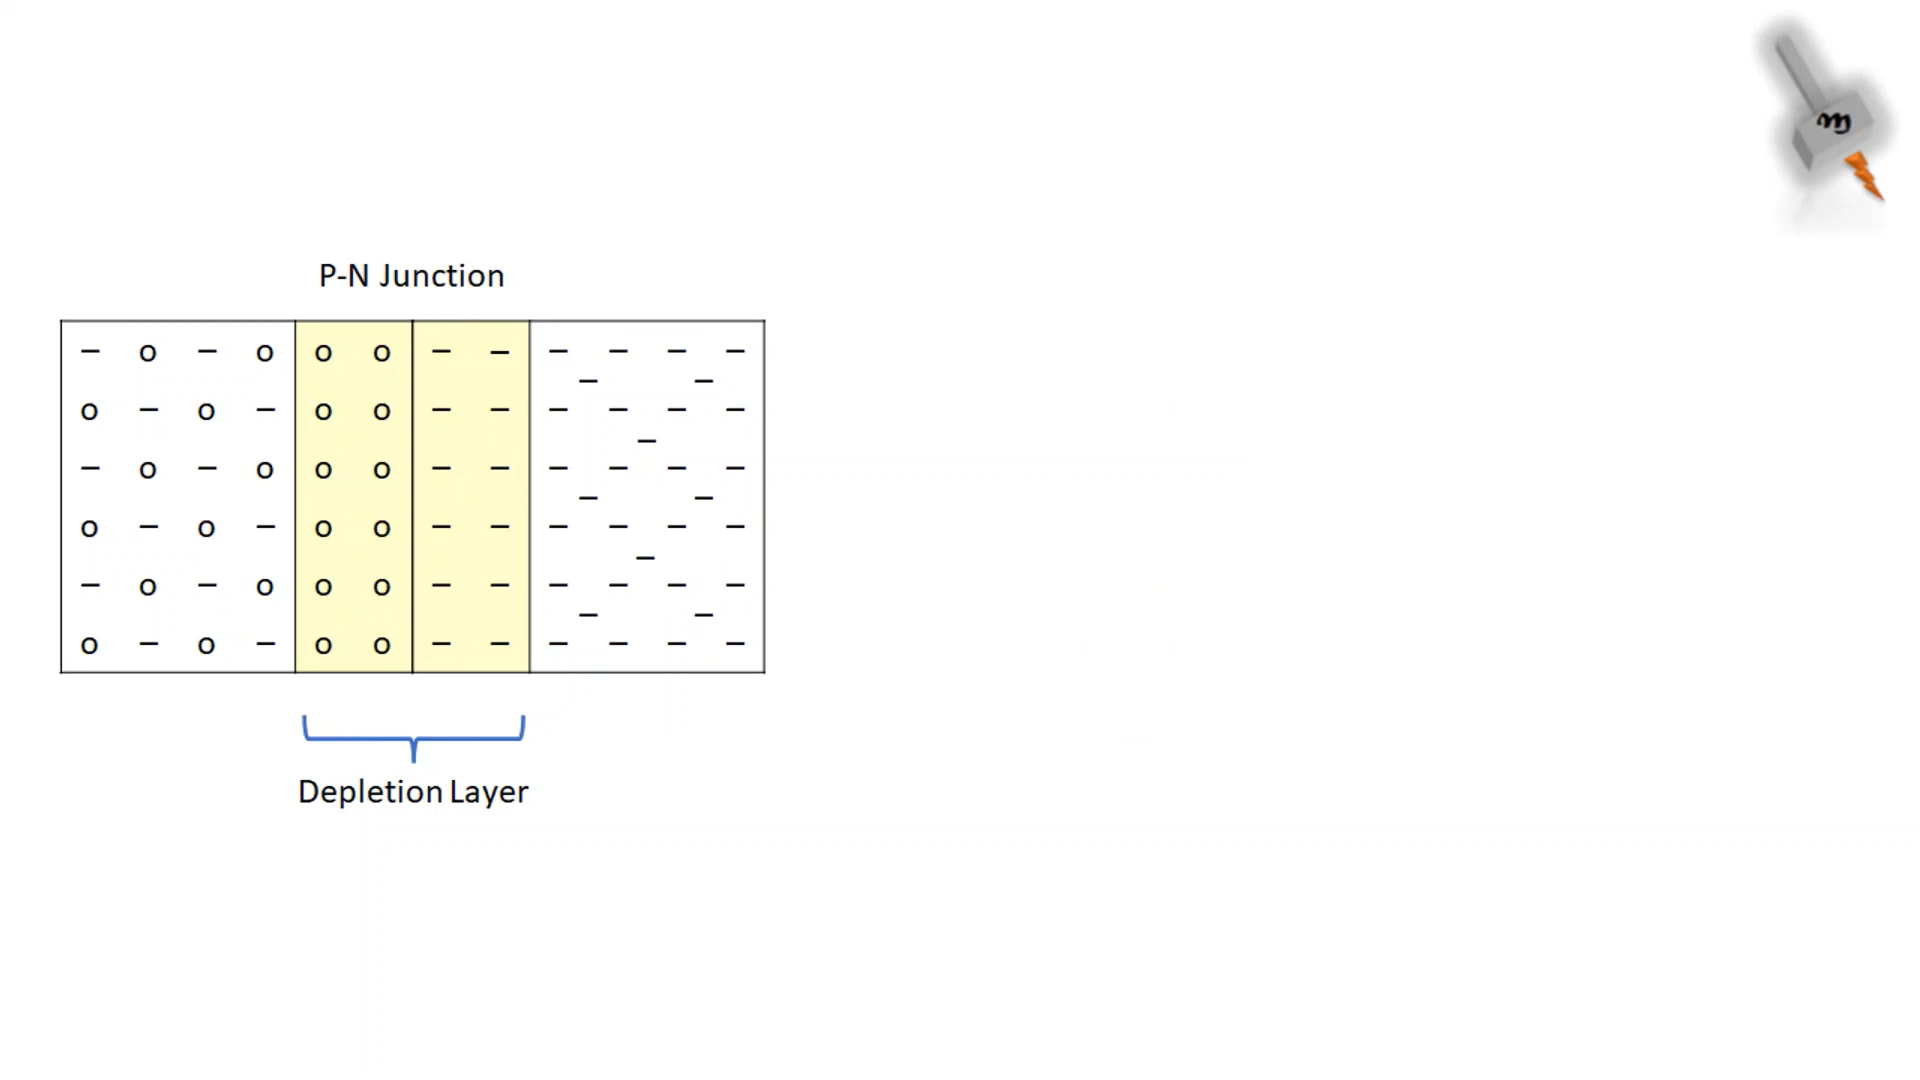 P-N Junction
– o – o o o – – – – – –
– –
o – o – o o – – – – – –
–
– o – o o o – – – – – –
– –
o – o – o o – – – – – –
–
– o – o o o – – – – – –
– –
o – o – o o – – – – – –
Depletion Layer